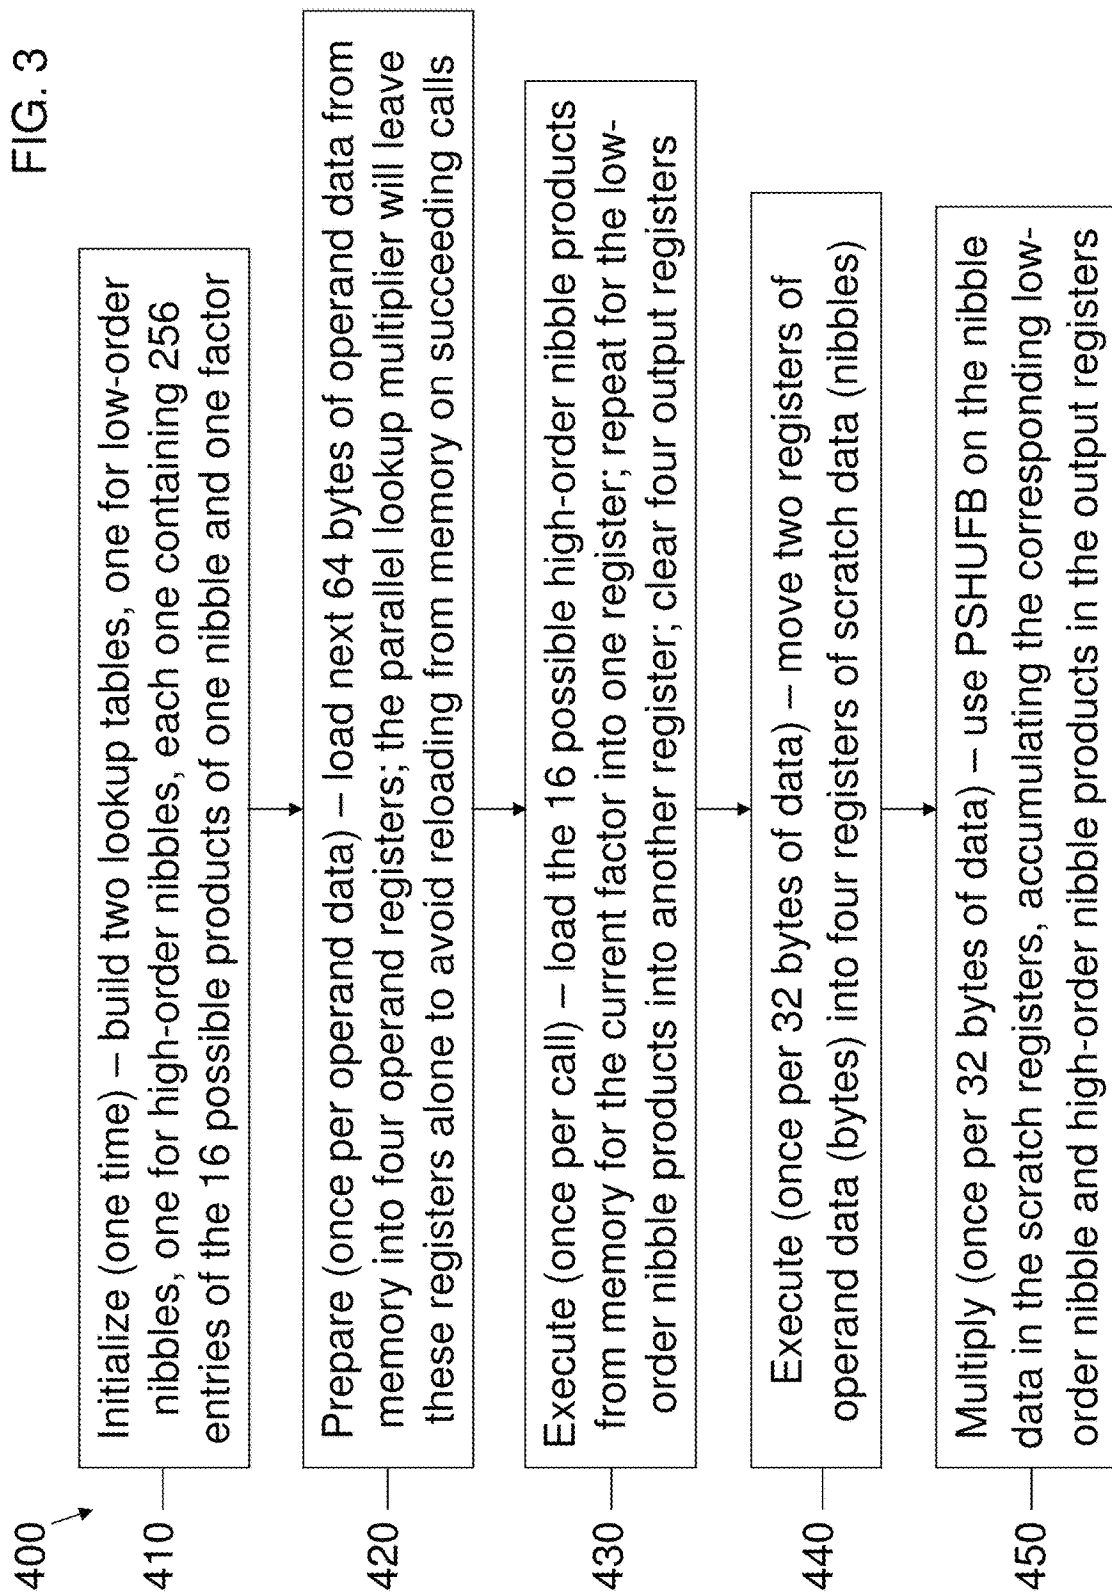 FIG. 3
400
410
Initialize (one time) – build two lookup tables, one for low-order
nibbles, one for high-order nibbles, each one containing 256
entries of the 16 possible products of one nibble and one factor
420
Prepare (once per operand data) – load next 64 bytes of operand data from
memory into four operand registers; the parallel lookup multiplier will leave
these registers alone to avoid reloading from memory on succeeding calls
430
Execute (once per call) – load the 16 possible high-order nibble products
from memory for the current factor into one register; repeat for the low-
order nibble products into another register; clear four output registers
440
Execute (once per 32 bytes of data) – move two registers of
operand data (bytes) into four registers of scratch data (nibbles)
450
Multiply (once per 32 bytes of data) – use PSHUFB on the nibble
data in the scratch registers, accumulating the corresponding low-
order nibble and high-order nibble products in the output registers